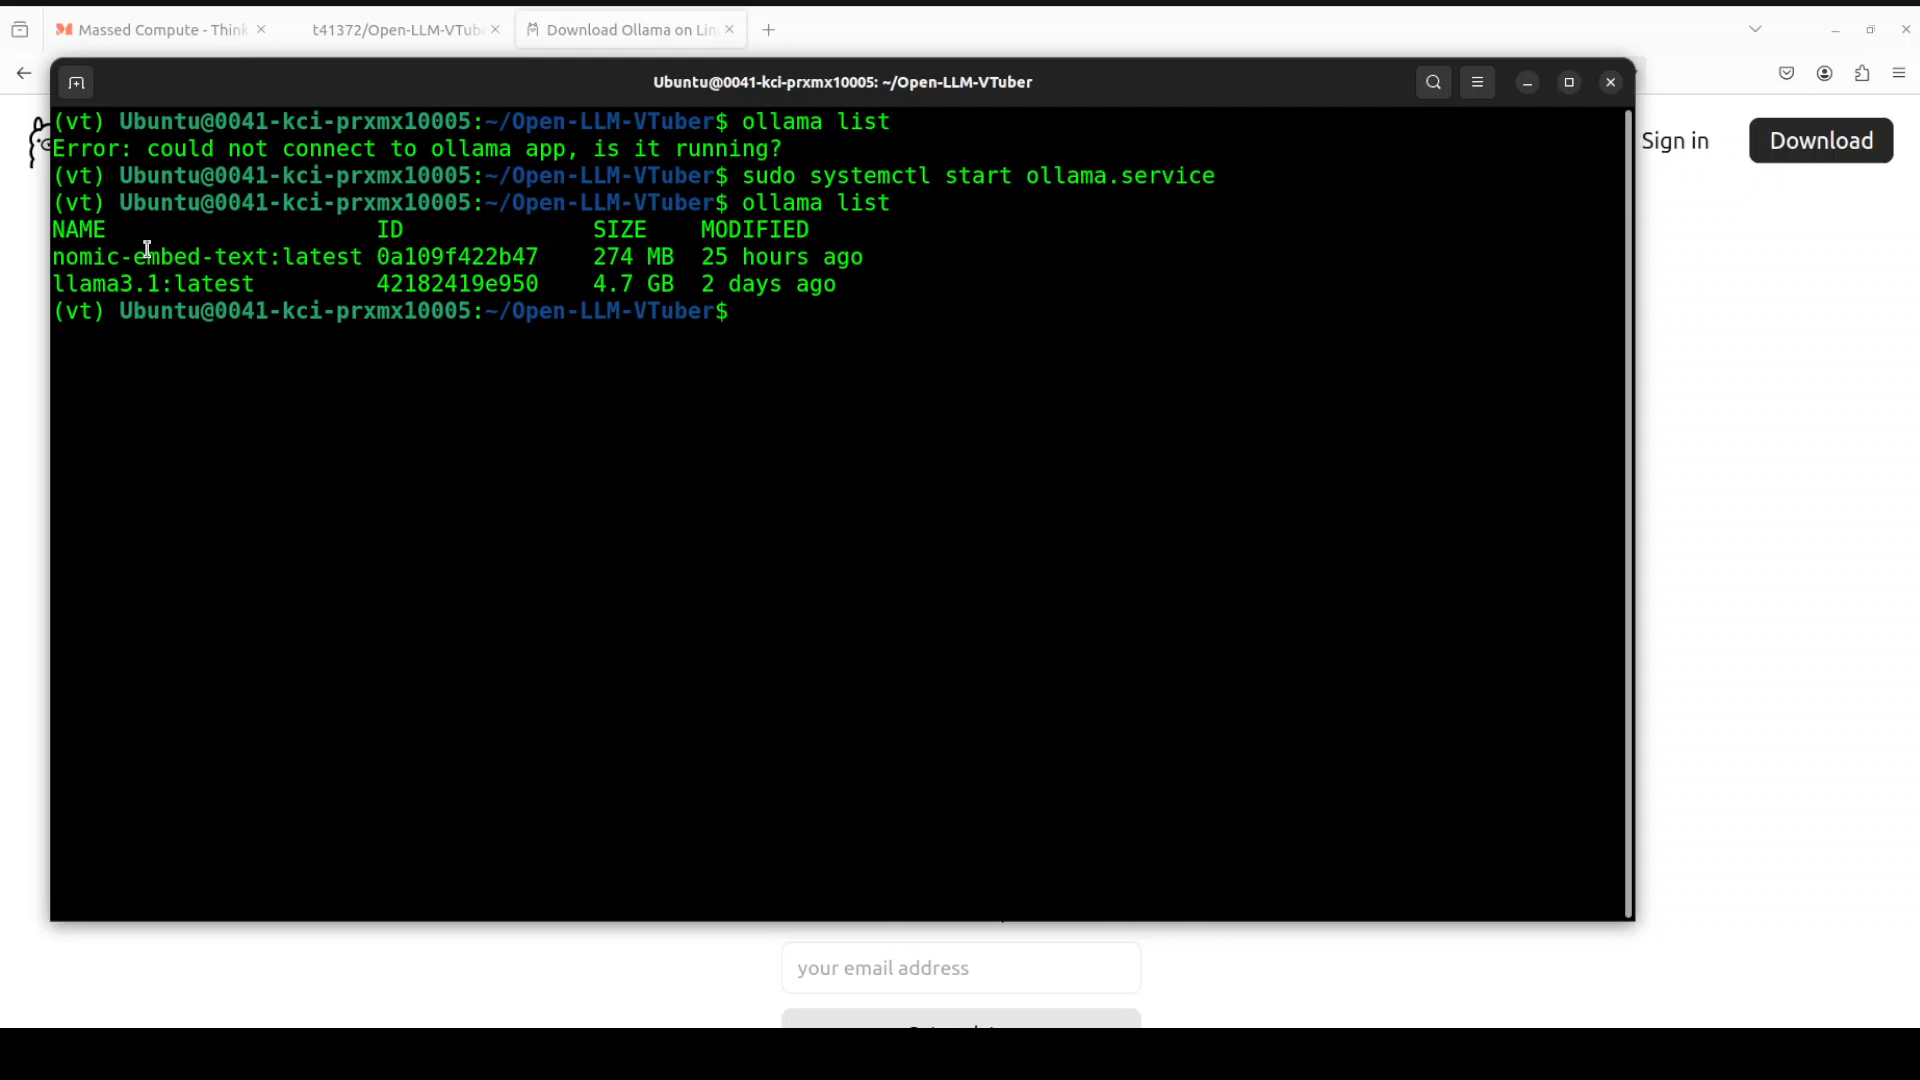 Massed Compute - Think
t41372/Open-LLM-VTube
Download Ollama on Lin
Ubuntu@0041-kci-prxmx10005: ~/Open-LLM-VTuber
Sign in
Download
(vt) Ubuntu@0041-kci-prxmx10005:~/Open-LLM-VTuber$ ollama list
Error: could not connect to ollama app, is it running?
(vt) Ubuntu@0041-kci-prxmx10005:~/Open-LLM-VTuber$ sudo systemctl start ollama.service
(vt) Ubuntu@0041-kci-prxmx10005:~/Open-LLM-VTuber$ ollama list
NAME ID SIZE MODIFIED
nomic-embed-text:latest 0a109f422b47 274 MB 25 hours ago
llama3.1:latest 42182419e950 4.7 GB 2 days ago
(vt) Ubuntu@0041-kci-prxmx10005:~/Open-LLM-VTuber$
your email address